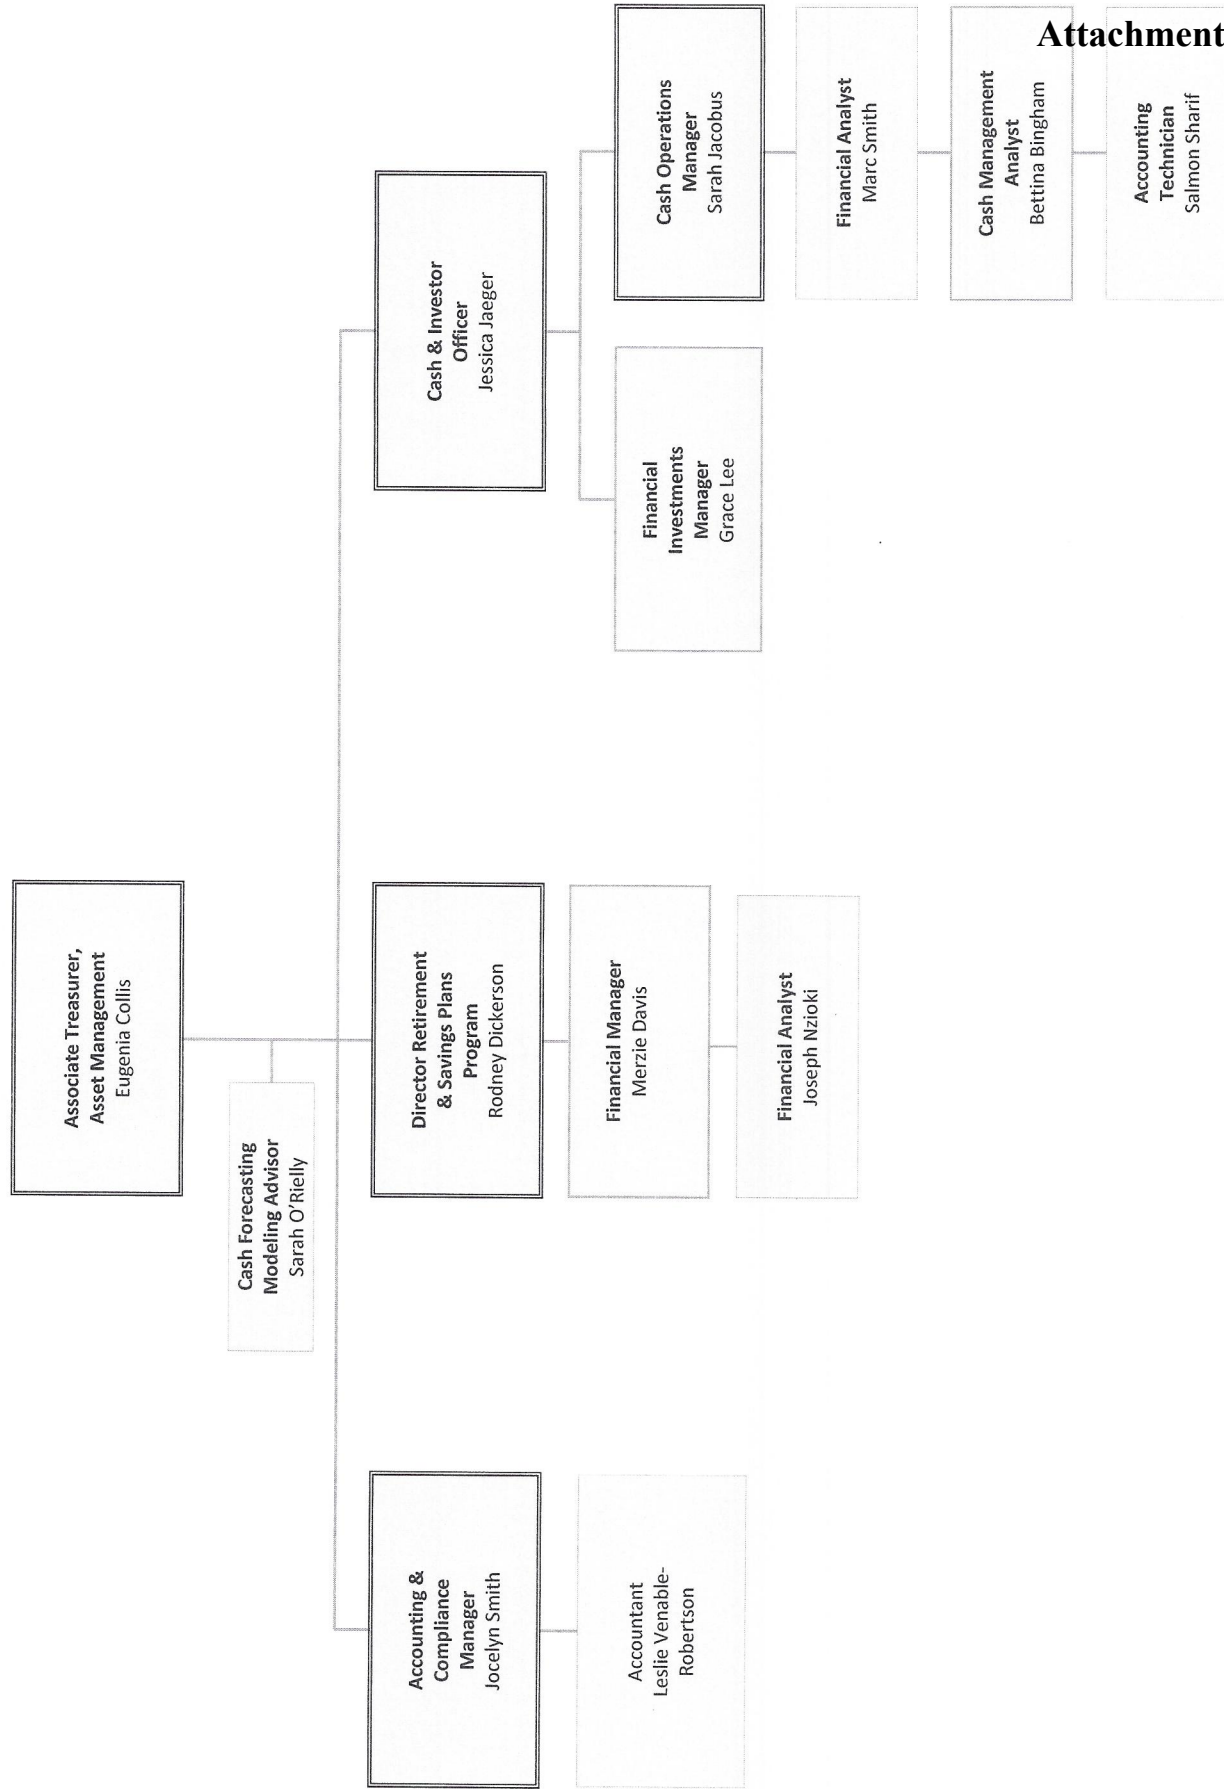 Attachment
Associate Treasurer,
Asset Management
Eugenia Collis
Cash Forecasting
Modeling Advisor
Sarah O'Rielly
Accounting &
Compliance
Manager
Jocelyn Smith
Accountant
Leslie Venable-
Robertson
Director Retirement
& Savings Plans
Program
Rodney Dickerson
Financial Manager
Merzie Davis
Financial Analyst
Joseph Nzioki
Cash & Investor
Officer
Jessica Jaeger
Financial
Investments
Manager
Grace Lee
Cash Operations
Manager
Sarah Jacobus
Financial Analyst
Marc Smith
Cash Management
Analyst
Bettina Bingham
Accounting
Technician
Salmon Sharif